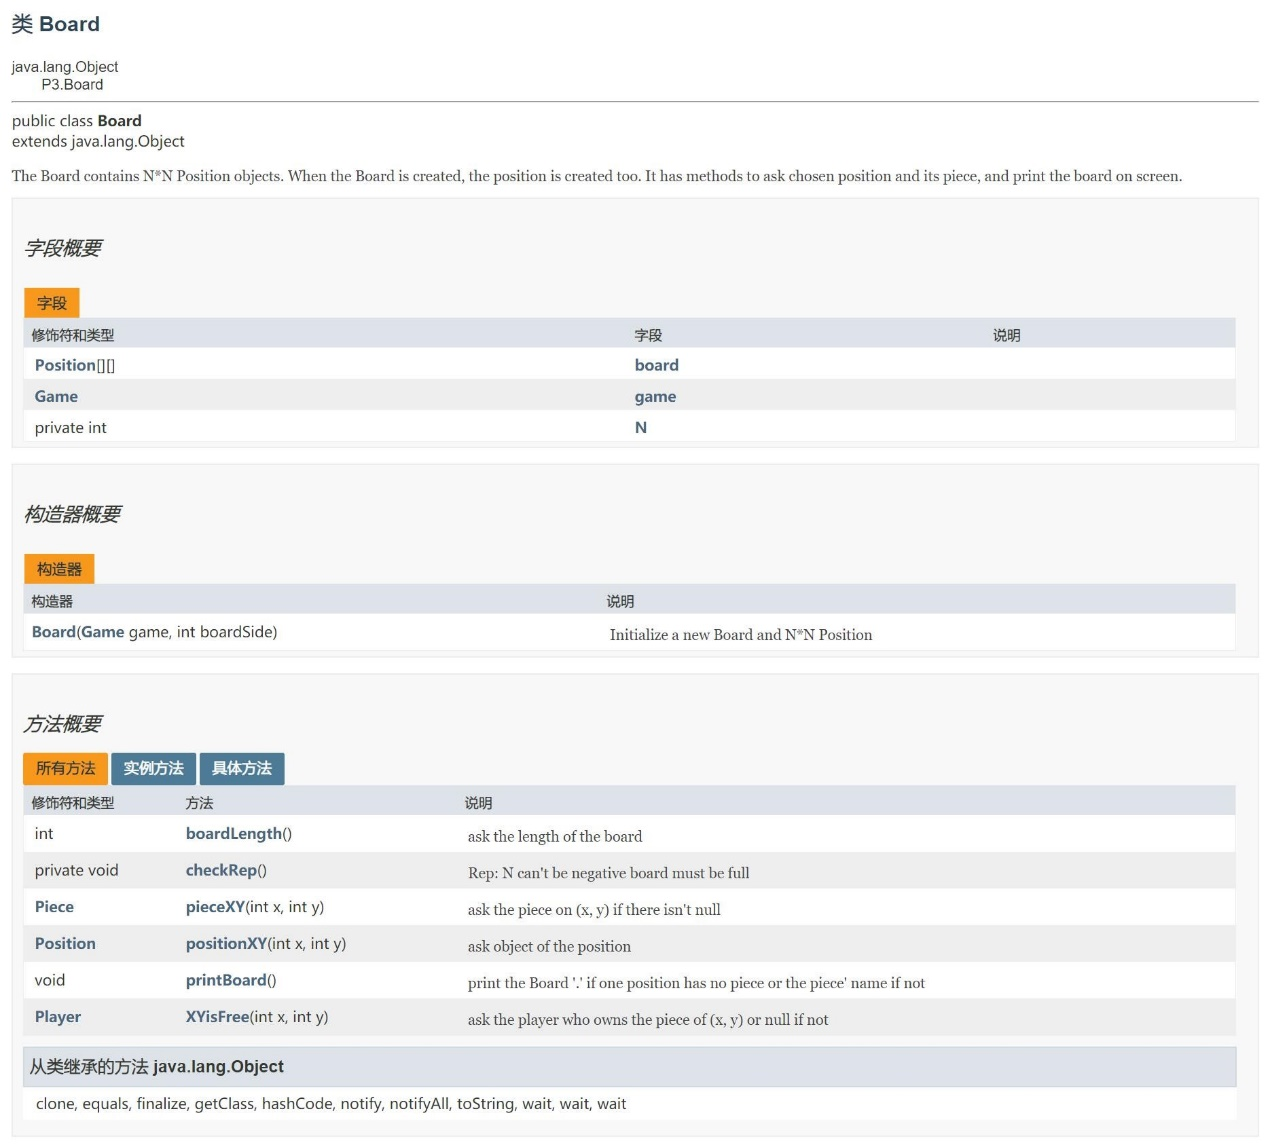 类 Board
java.lang.Object
P3.Board
public class Board
extends java.lang.Object
The Board contains N*N Position objects. When the Board is created, the position is created too. It has methods to ask chosen position and its piece, and print the board on screen.
字段概要
字段
修饰符和类型 字段 说明
Position[][] board
Game game
private int N
构造器概要
构造器
构造器 说明
Board(Game game, int boardSide) Initialize a new Board and N*N Position
方法概要
所有方法 实例方法 具体方法
修饰符和类型 方法 说明
int boardLength() ask the length of the board
private void checkRep() Rep: N can't be negative board must be full
Piece pieceXY(int x, int y) ask the piece on (x, y) if there isn't null
Position positionXY(int x, int y) ask object of the position
void printBoard() print the Board '.' if one position has no piece or the piece' name if not
Player XYisFree(int x, int y) ask the player who owns the piece of (x, y) or null if not
从类继承的方法 java.lang.Object
clone, equals, finalize, getClass, hashCode, notify, notifyAll, toString, wait, wait, wait